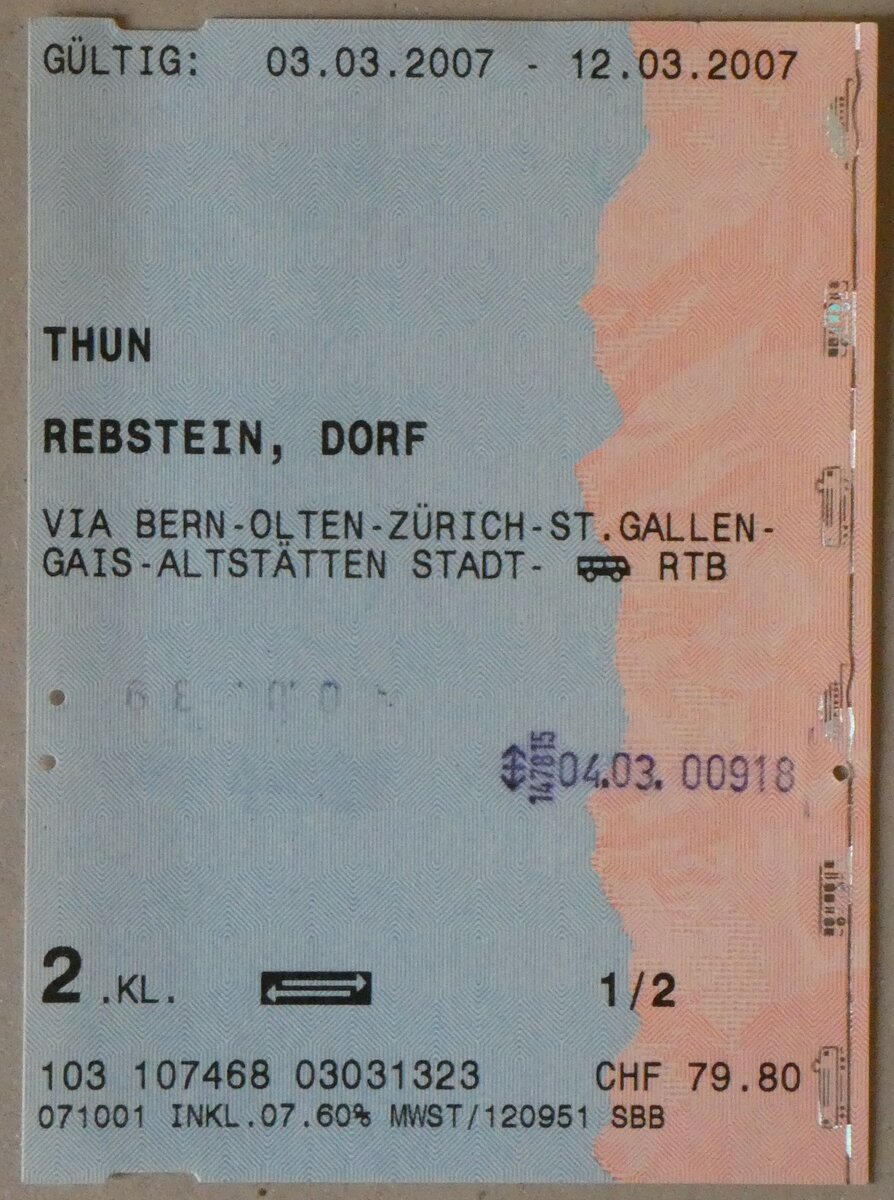 GÜLTIG: 03.03.2007 - 12.03.2007
THUN
REBSTEIN, DORF
VIA BERN-OLTEN-ZÜRICH-ST.GALLEN-
GAIS-ALTSTÄTTEN STADT- RTB
147815 04.03. 00918
2.KL. 1/2
103 107468 03031323 CHF 79.80
071001 INKL.07.60% MWST/120951 SBB